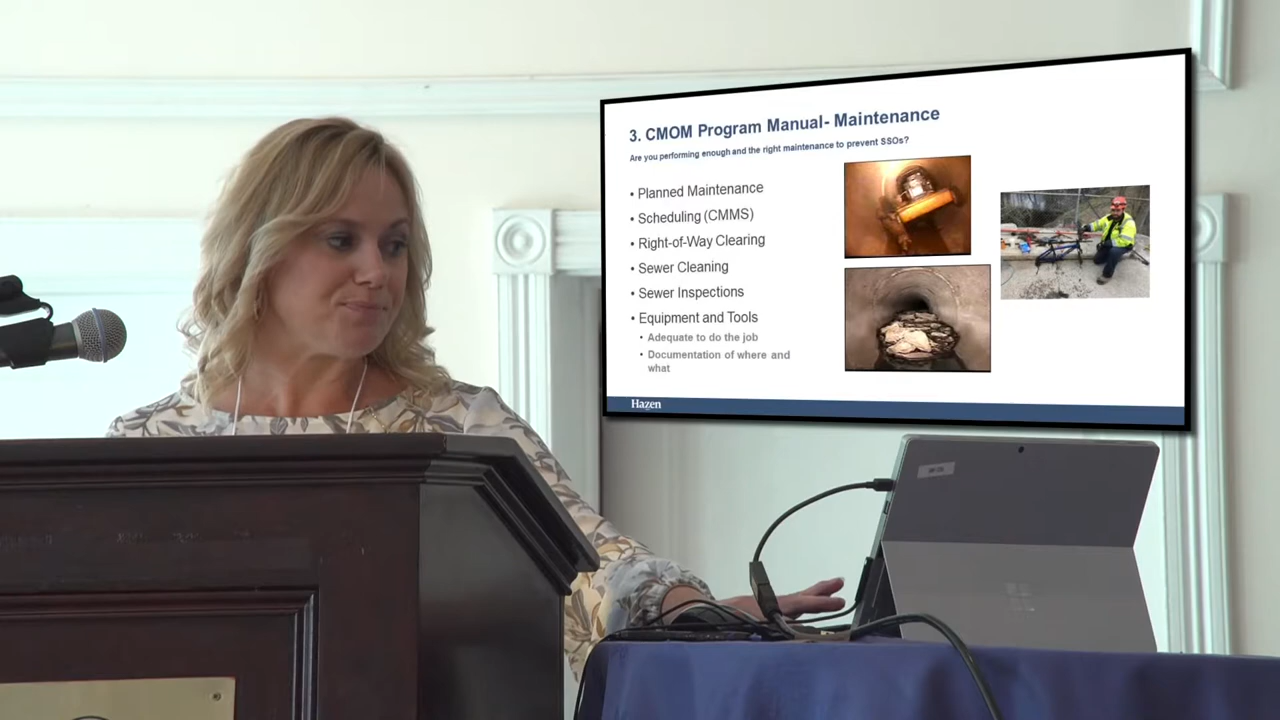 3. CMOM Program Manual- Maintenance
Are you performing enough and the right maintenance to prevent SSOs?
• Planned Maintenance
• Scheduling (CMMS)
• Right-of-Way Clearing
• Sewer Cleaning
• Sewer Inspections
• Equipment and Tools
• Adequate to do the job
• Documentation of where and
what
Hazen